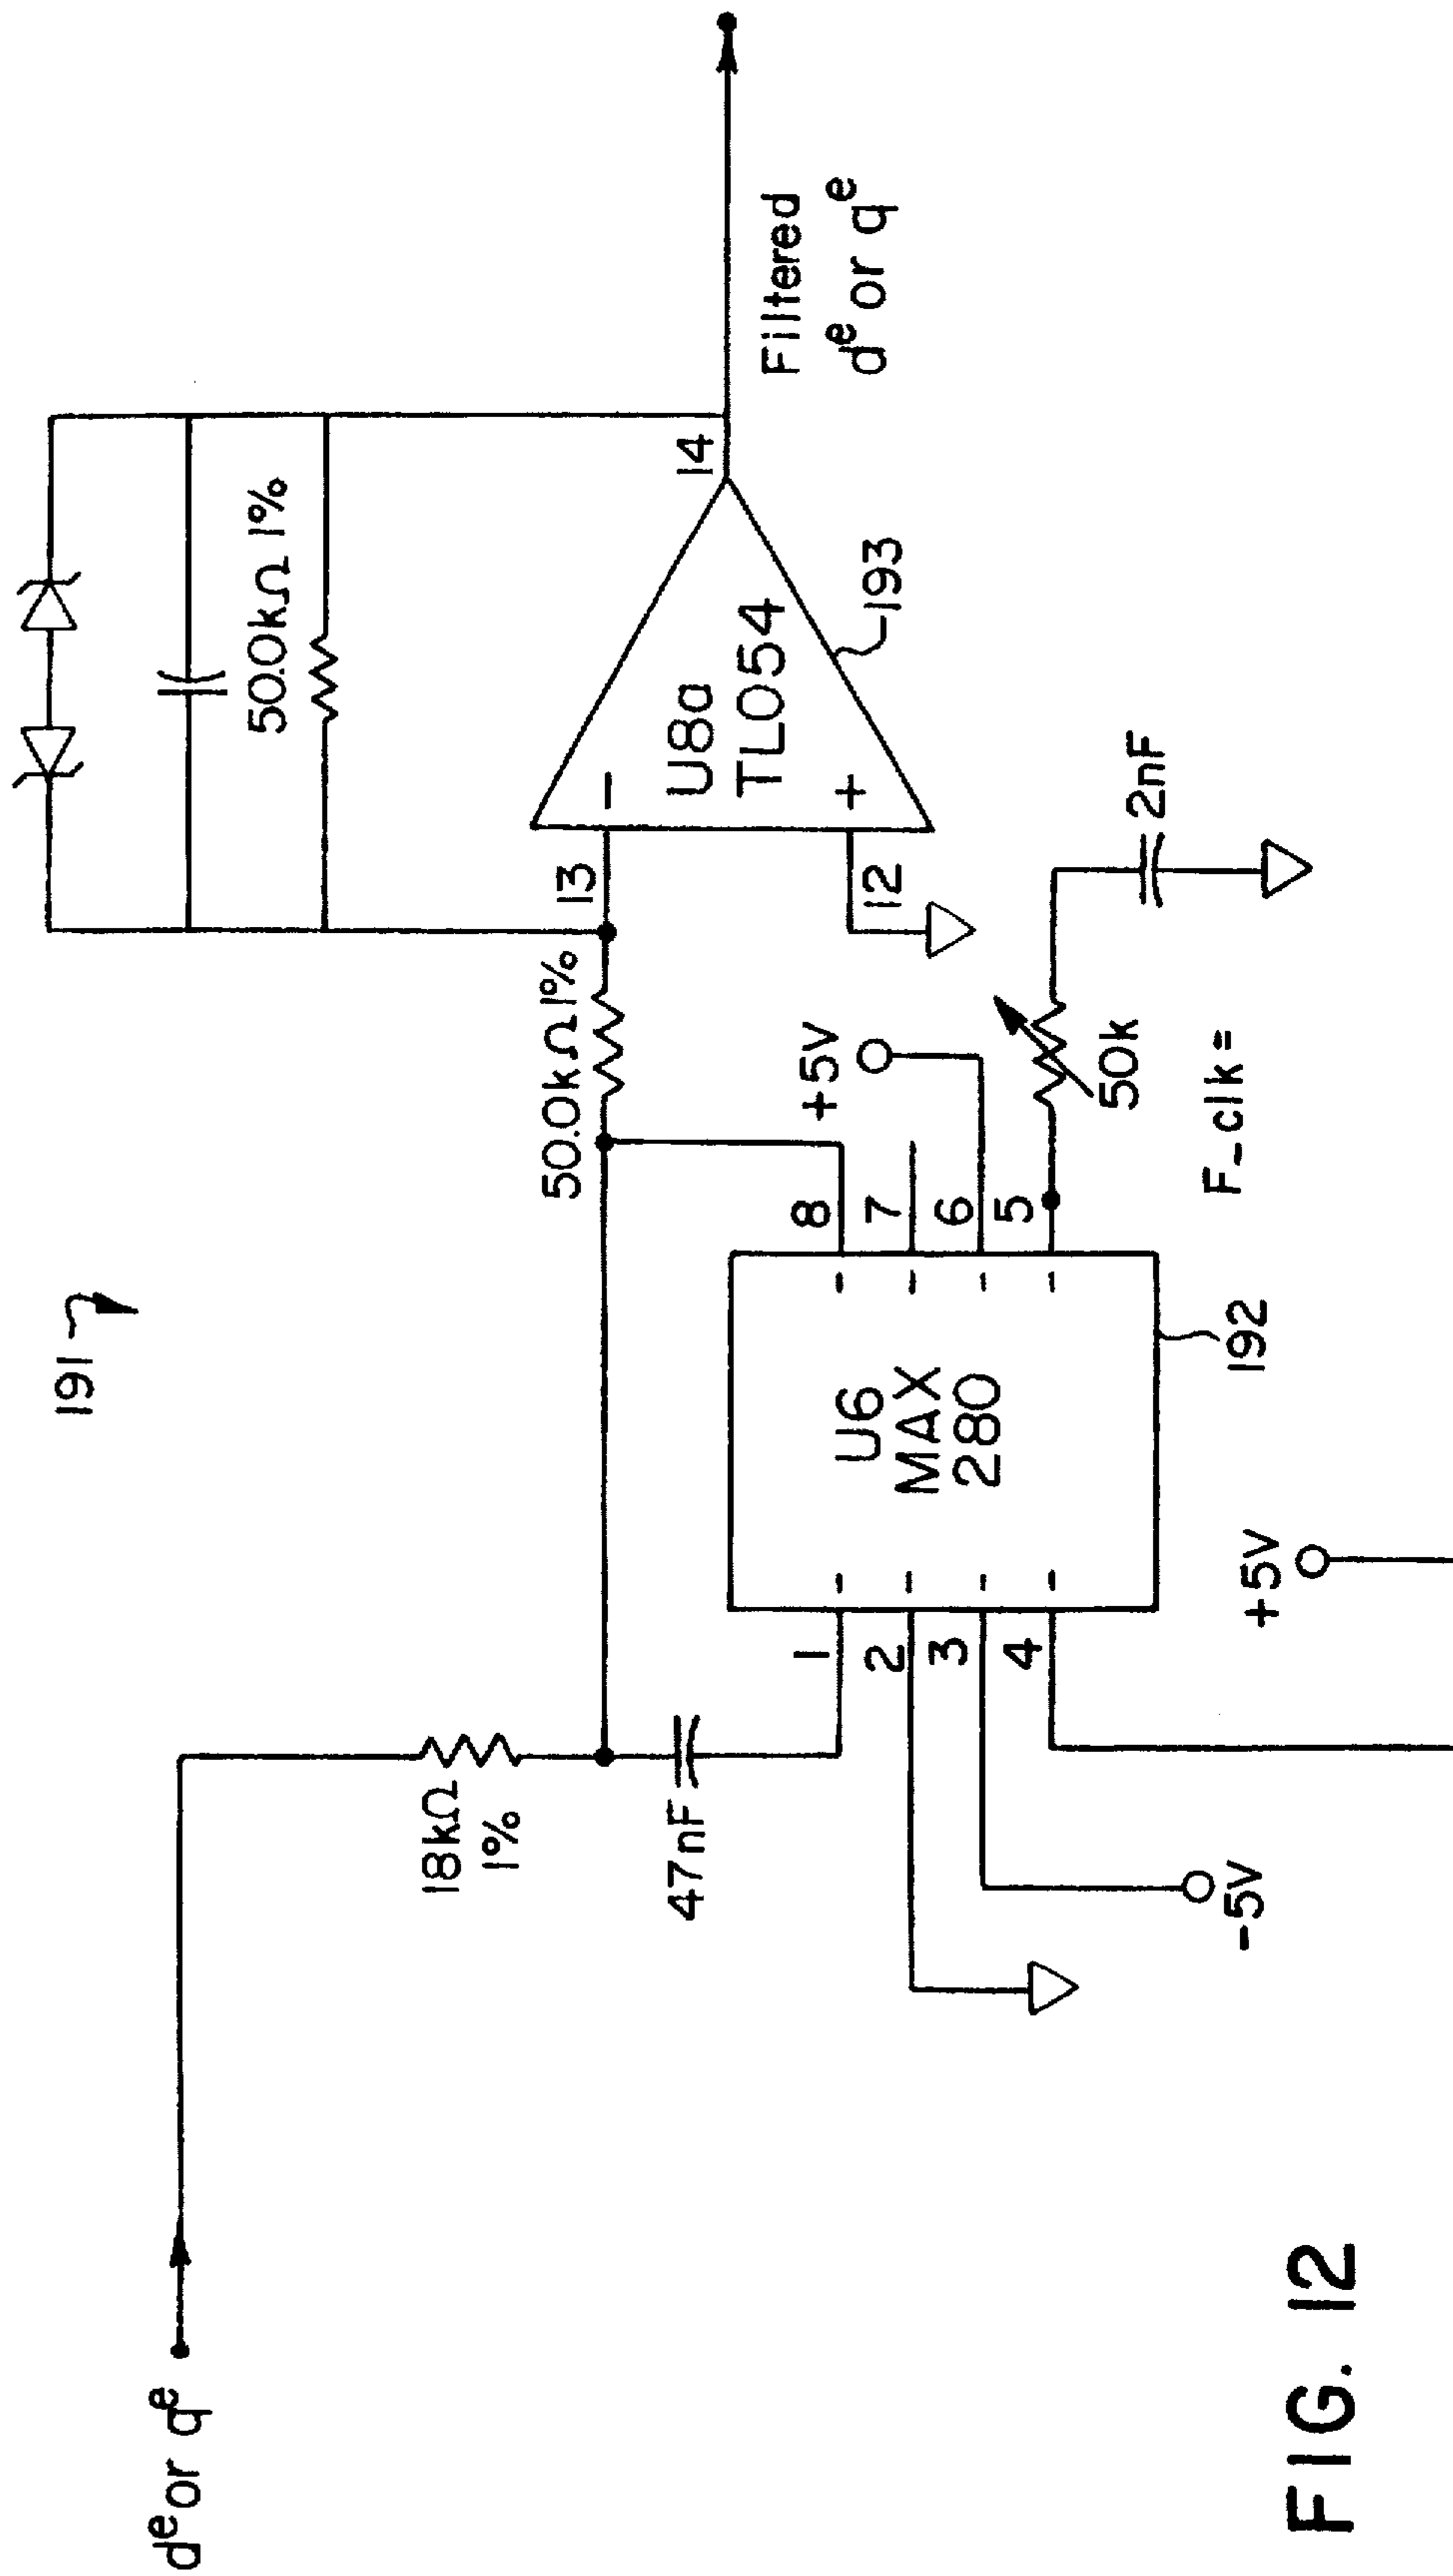 191
d^e or q^e
18kΩ
1%
47nF
-5V
1
2
3
4
+5V
U6
MAX
280
192
8
7
6
5
+5V
50k
F_clk=
2nF
50.0kΩ 1%
13
12
50.0kΩ 1%
-
+
U8a
TL054
14
193
Filtered
d^e or q^e
FIG. 12